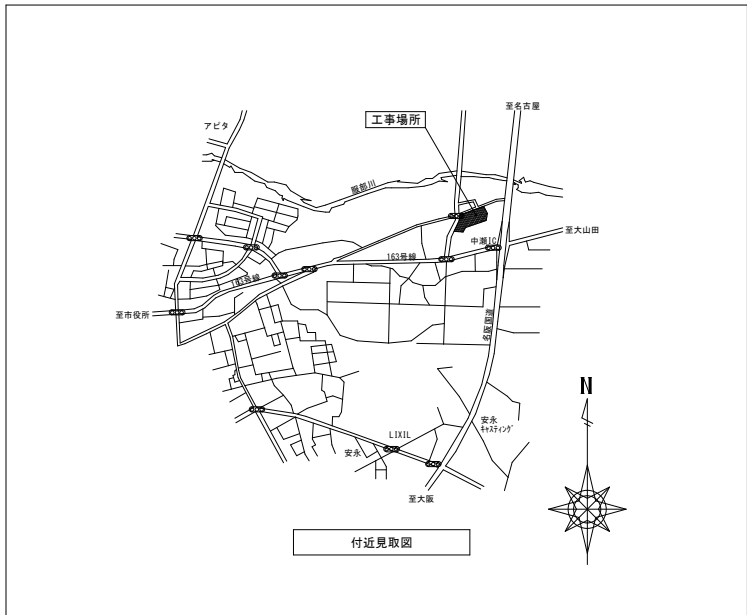 至名古屋
工事場所
アピタ
服部川
至大山田
中瀬IC
163号線
163号線
至市役所
名阪国道
N
安永
ｷｬｽﾃｨﾝｸﾞ
LIXIL
安永
至大阪
付近見取図